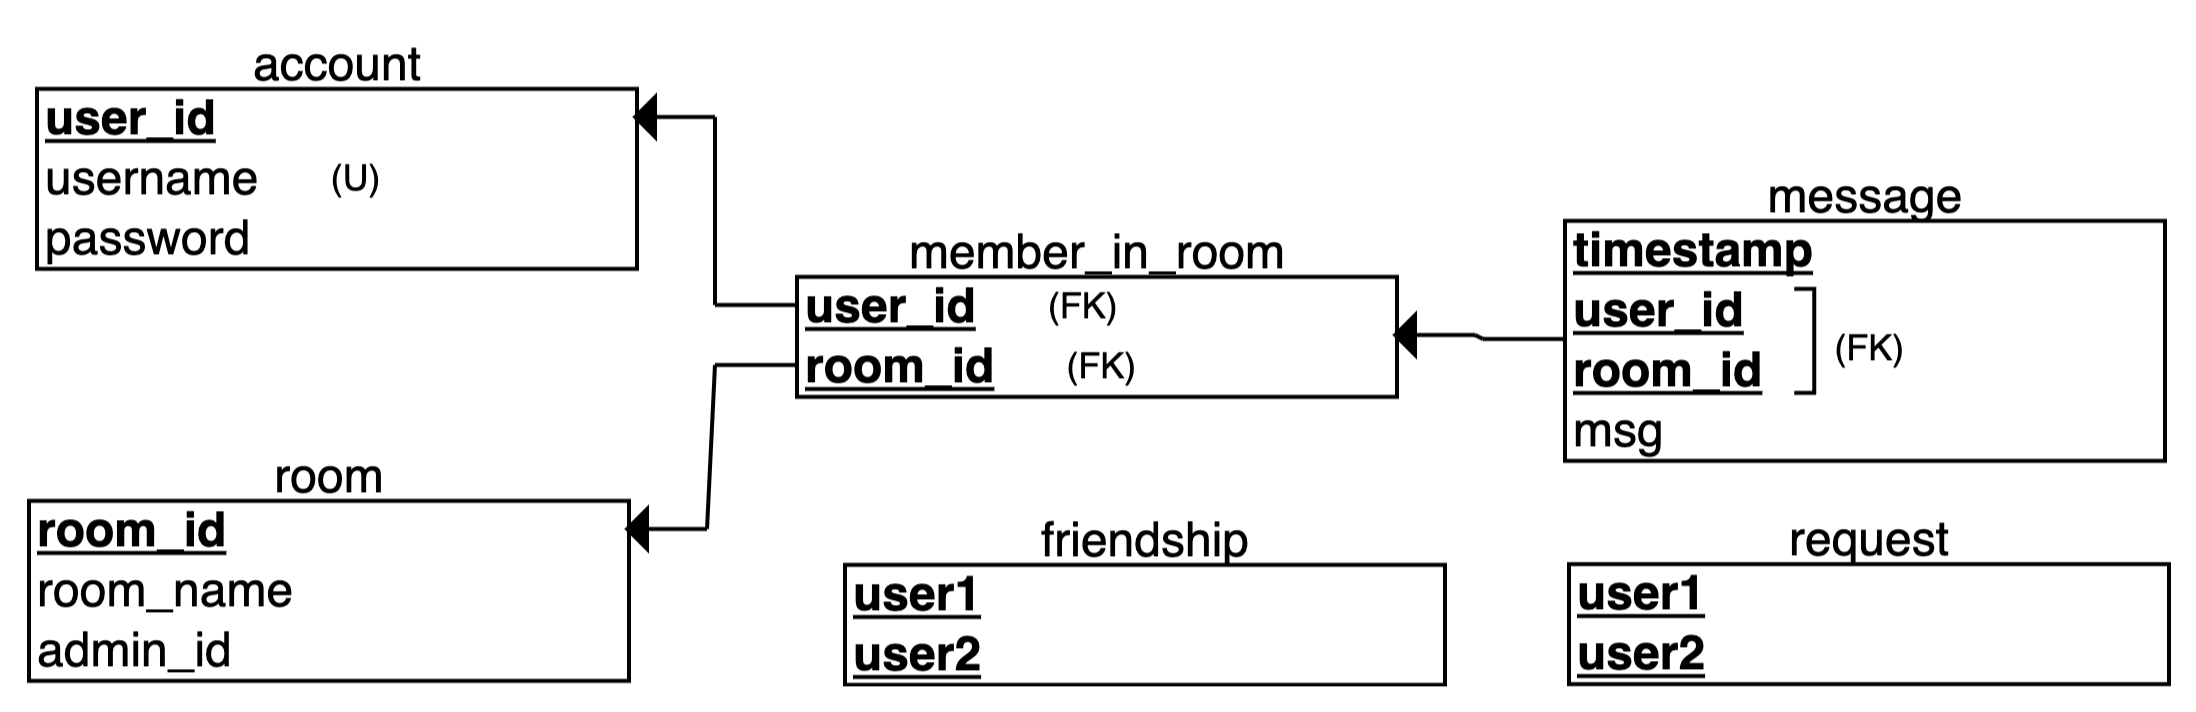 account
user_id
username (U)
password
member_in_room
user_id (FK)
room_id (FK)
message
timestamp
user_id
room_id
(FK)
msg
room
room_id
room_name
admin_id
friendship
user1
user2
request
user1
user2